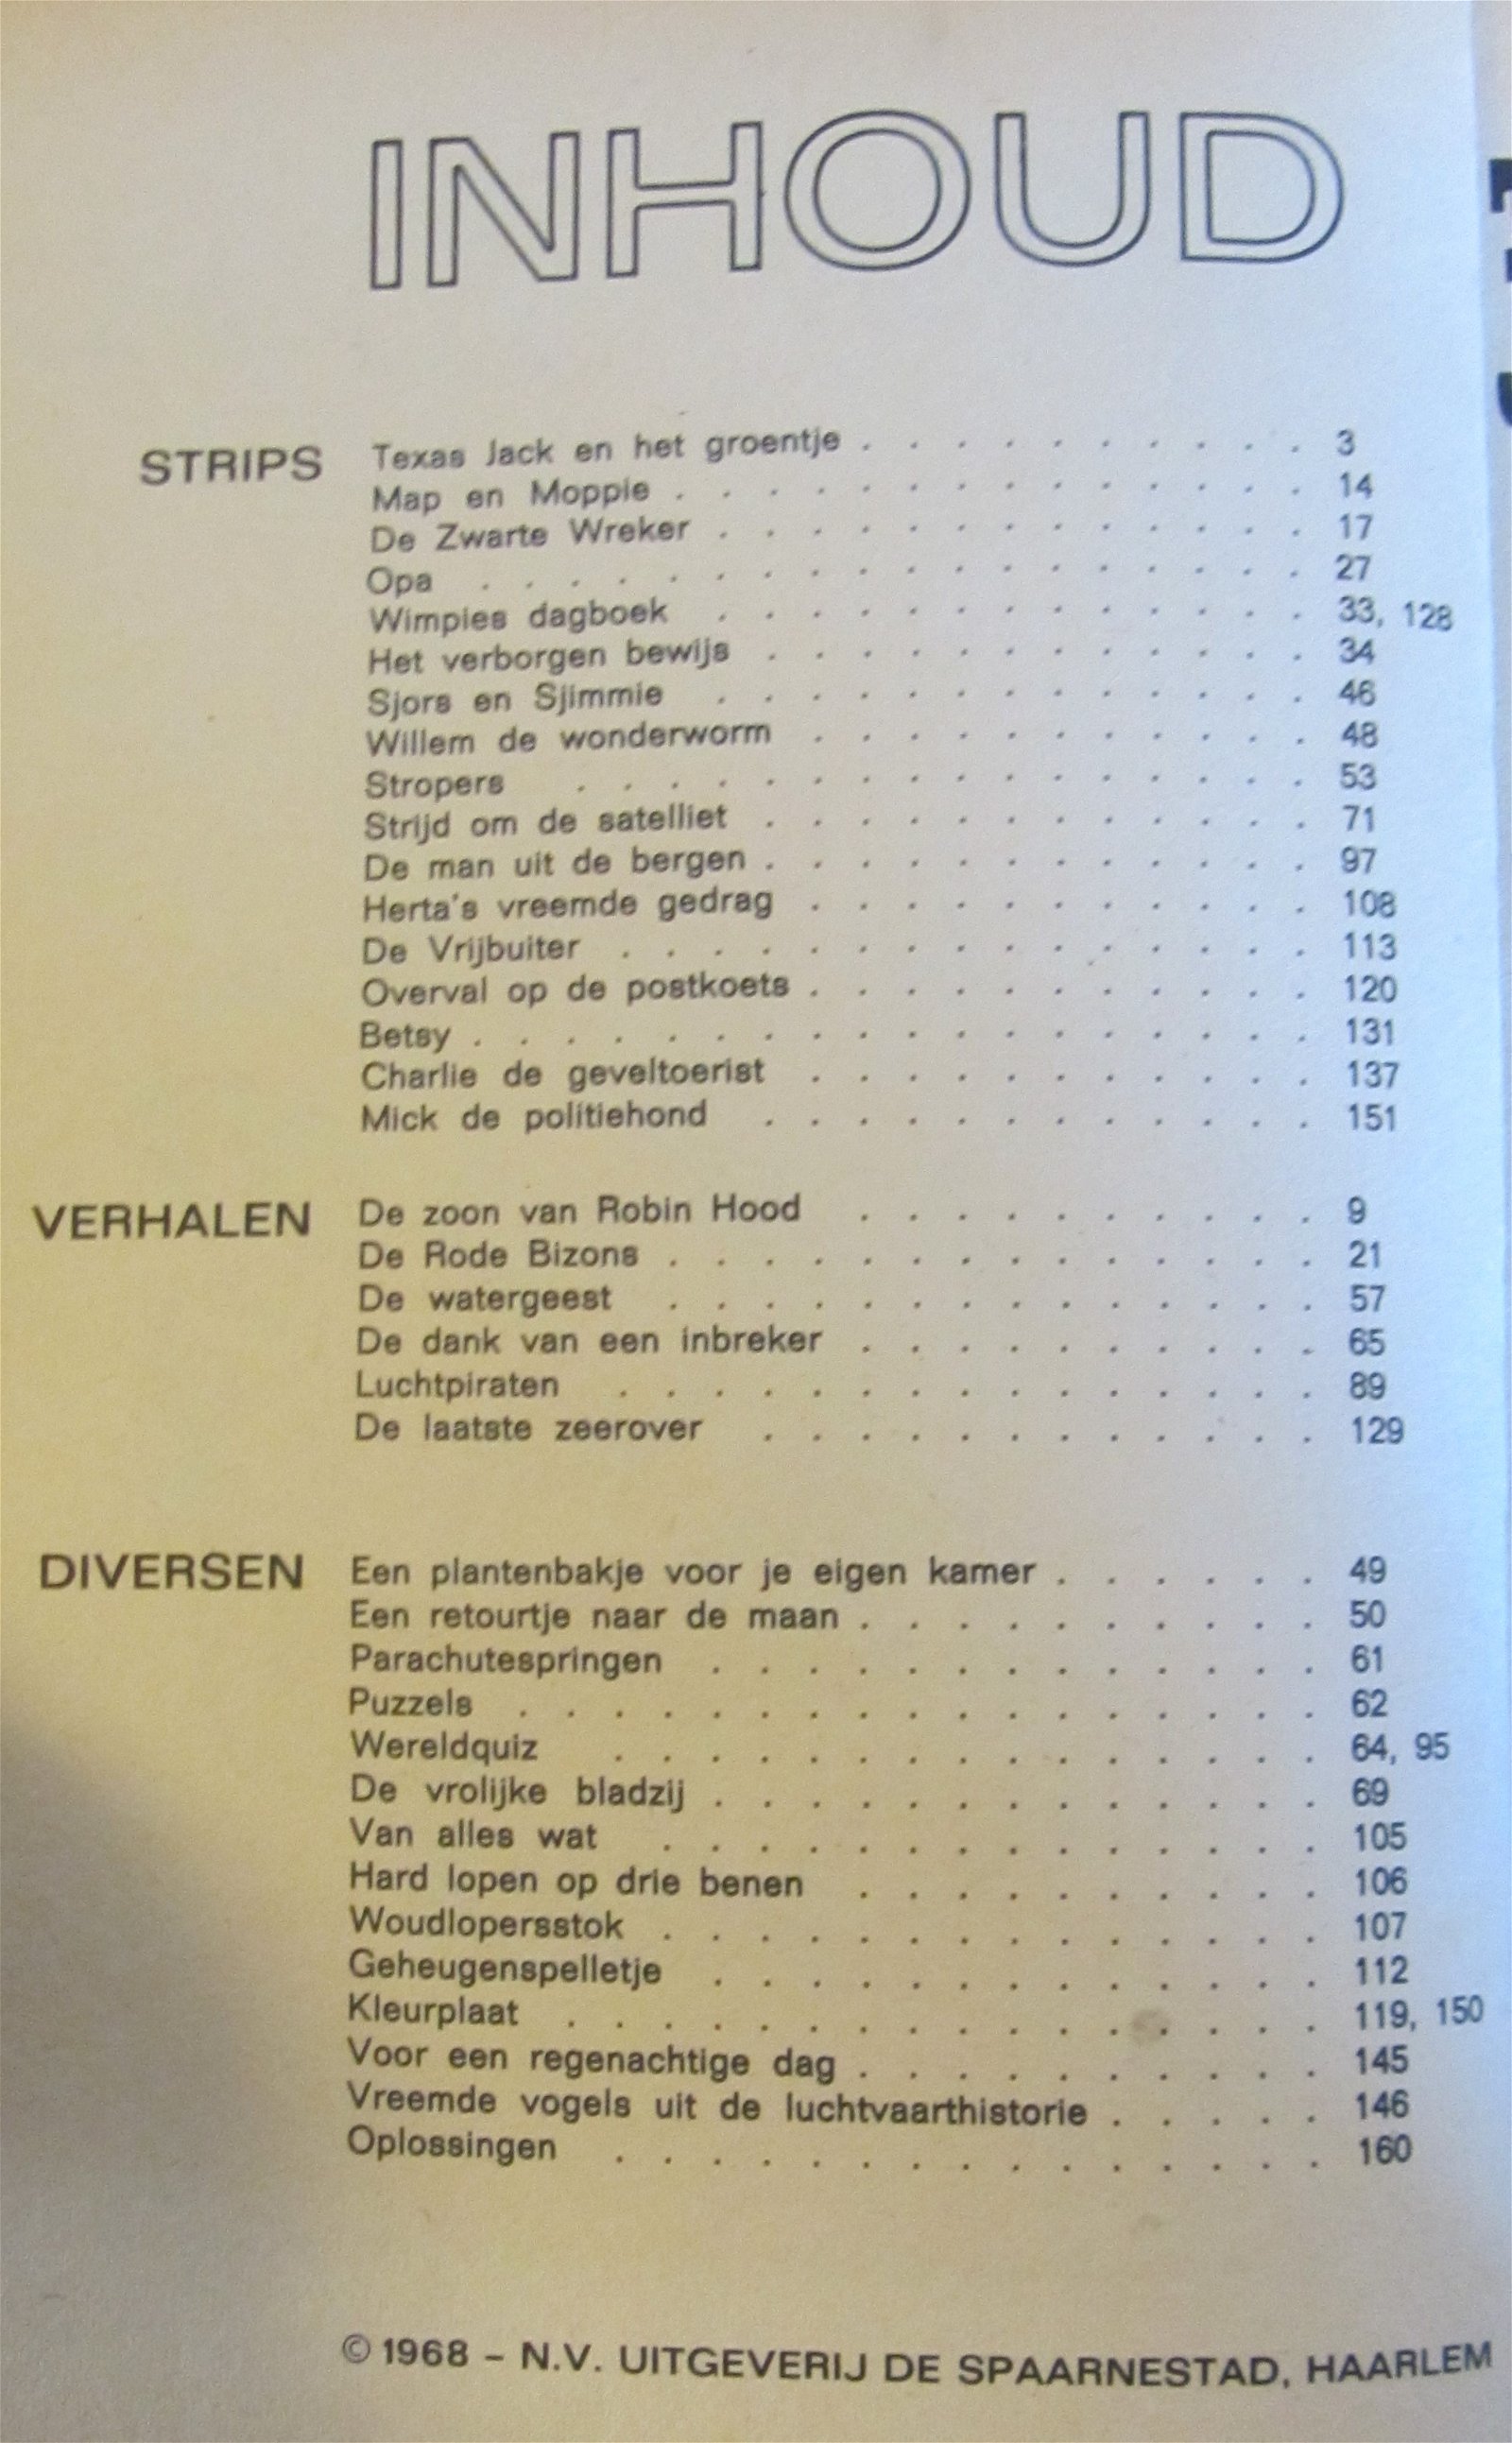 INHOUD
STRIPS Texas Jack en het groentje . . . . . . . . . . 3
Map en Moppie . . . . . . . . . . . . . . 14
De Zwarte Wreker . . . . . . . . . . . . . 17
Opa . . . . . . . . . . . . . . . . . . 27
Wimpies dagboek . . . . . . . . . . . . . 33, 128
Het verborgen bewijs . . . . . . . . . . . . 34
Sjors en Sjimmie . . . . . . . . . . . . . 46
Willem de wonderworm . . . . . . . . . . . 48
Stropers . . . . . . . . . . . . . . . . 53
Strijd om de satelliet . . . . . . . . . . . . 71
De man uit de bergen . . . . . . . . . . . . 97
Herta's vreemde gedrag . . . . . . . . . . . 108
De Vrijbuiter . . . . . . . . . . . . . . . 113
Overval op de postkoets . . . . . . . . . . . 120
Betsy . . . . . . . . . . . . . . . . . . 131
Charlie de geveltoerist . . . . . . . . . . . 137
Mick de politiehond . . . . . . . . . . . . 151
VERHALEN De zoon van Robin Hood . . . . . . . . . . 9
De Rode Bizons . . . . . . . . . . . . . . 21
De watergeest . . . . . . . . . . . . . . 57
De dank van een inbreker . . . . . . . . . . 65
Luchtpiraten . . . . . . . . . . . . . . . 89
De laatste zeerover . . . . . . . . . . . . 129
DIVERSEN Een plantenbakje voor je eigen kamer . . . . . . 49
Een retourtje naar de maan . . . . . . . . . . 50
Parachutespringen . . . . . . . . . . . . . 61
Puzzels . . . . . . . . . . . . . . . . . 62
Wereldquiz . . . . . . . . . . . . . . . 64, 95
De vrolijke bladzij . . . . . . . . . . . . . 69
Van alles wat . . . . . . . . . . . . . . 105
Hard lopen op drie benen . . . . . . . . . . 106
Woudlopersstok . . . . . . . . . . . . . . 107
Geheugenspelletje . . . . . . . . . . . . . 112
Kleurplaat . . . . . . . . . . . . . . . . 119, 150
Voor een regenachtige dag . . . . . . . . . . 145
Vreemde vogels uit de luchtvaarthistorie . . . . . 146
Oplossingen . . . . . . . . . . . . . . . 160
© 1968 – N.V. UITGEVERIJ DE SPAARNESTAD, HAARLEM